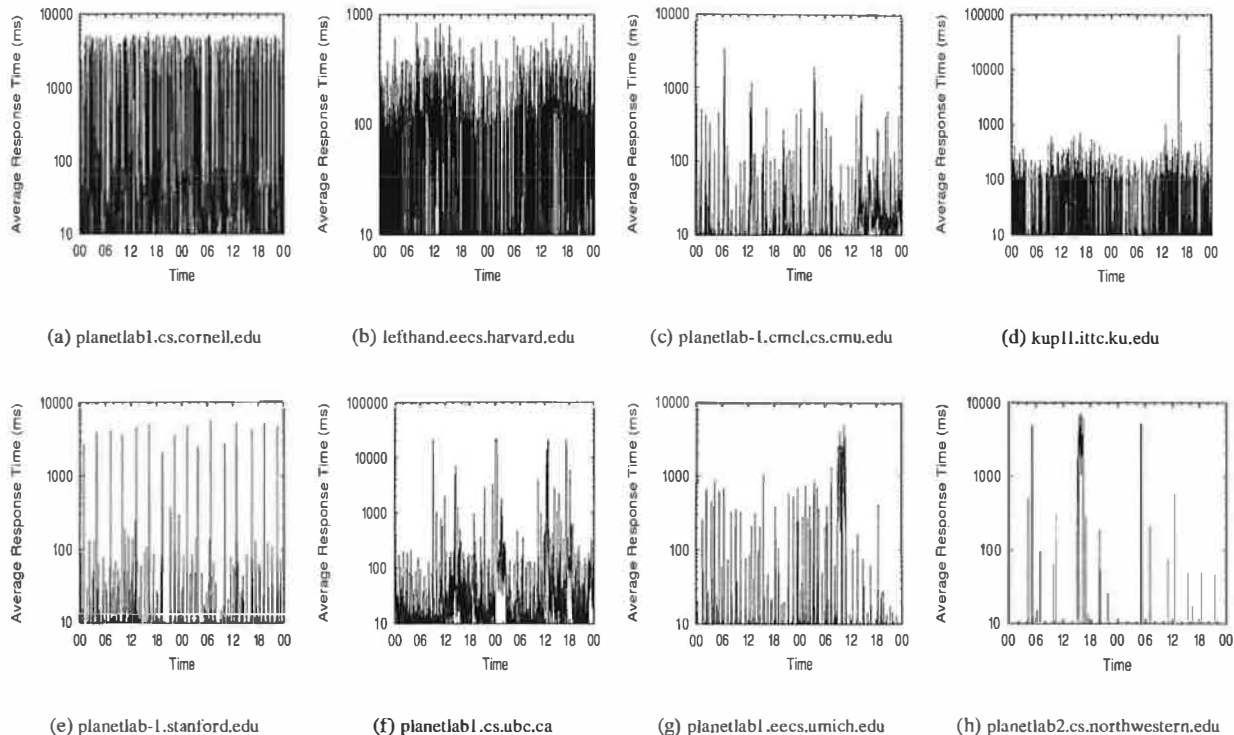 Average Response Time (ms)
10000
1000
100
10
00 06 12 18 00 06 12 18 00
Time
(a) planetlab1.cs.cornell.edu
Average Response Time (ms)
1000
100
10
00 06 12 18 00 06 12 18 00
Time
(b) lefthand.eecs.harvard.edu
Average Response Time (ms)
10000
1000
100
10
00 06 12 18 00 06 12 18 00
Time
(c) planetlab-1.cmcl.cs.cmu.edu
Average Response Time (ms)
100000
10000
1000
100
10
00 06 12 18 00 06 12 18 00
Time
(d) kupl1.ittc.ku.edu
Average Response Time (ms)
10000
1000
100
10
00 06 12 18 00 06 12 18 00
Time
(e) planetlab-1.stanford.edu
Average Response Time (ms)
100000
10000
1000
100
10
00 06 12 18 00 06 12 18 00
Time
(f) planetlab1.cs.ubc.ca
Average Response Time (ms)
10000
1000
100
10
00 06 12 18 00 06 12 18 00
Time
(g) planetlab1.eecs.umich.edu
Average Response Time (ms)
10000
1000
100
10
00 06 12 18 00 06 12 18 00
Time
(h) planetlab2.cs.northwestern.edu